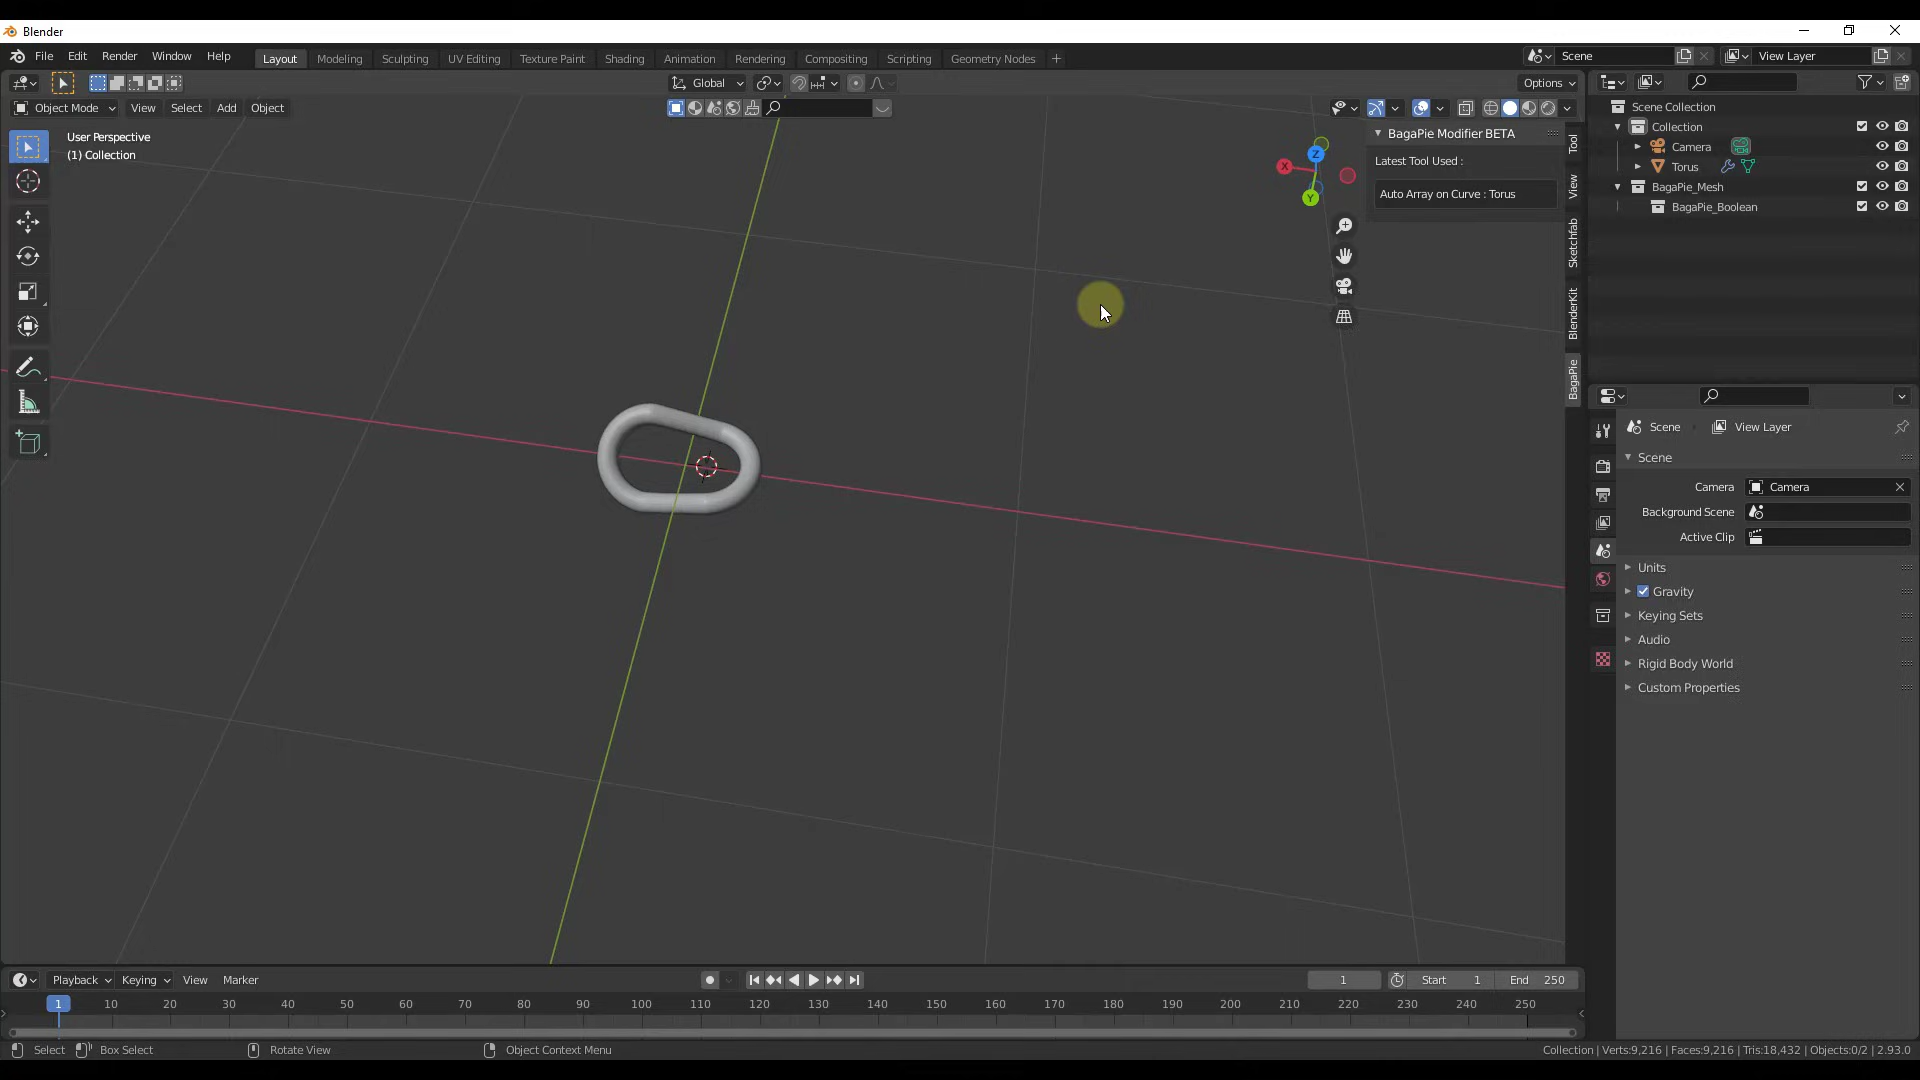 Blender
File Edit Render Window Help
Layout Modeling Sculpting UV Editing Texture Paint Shading Animation Rendering Compositing Scripting Geometry Nodes +
Scene
View Layer
Global
Options
Object Mode View Select Add Object
User Perspective
(1) Collection
X
Y
Z
BagaPie Modifier BETA
Latest Tool Used :
Auto Array on Curve : Torus
Tool
View
Sketchfab
BlenderKit
BagaPie
Scene Collection
Collection
Camera
Torus
BagaPie_Mesh
BagaPie_Boolean
Scene View Layer
Scene
Camera Camera
Background Scene
Active Clip
Units
Gravity
Keying Sets
Audio
Rigid Body World
Custom Properties
Playback Keying View Marker
1 Start 1 End 250
1 10 20 30 40 50 60 70 80 90 100 110 120 130 140 150 160 170 180 190 200 210 220 230 240 250
Select Box Select Rotate View Object Context Menu
Collection | Verts:9,216 | Faces:9,216 | Tris:18,432 | Objects:0/2 | 2.93.0